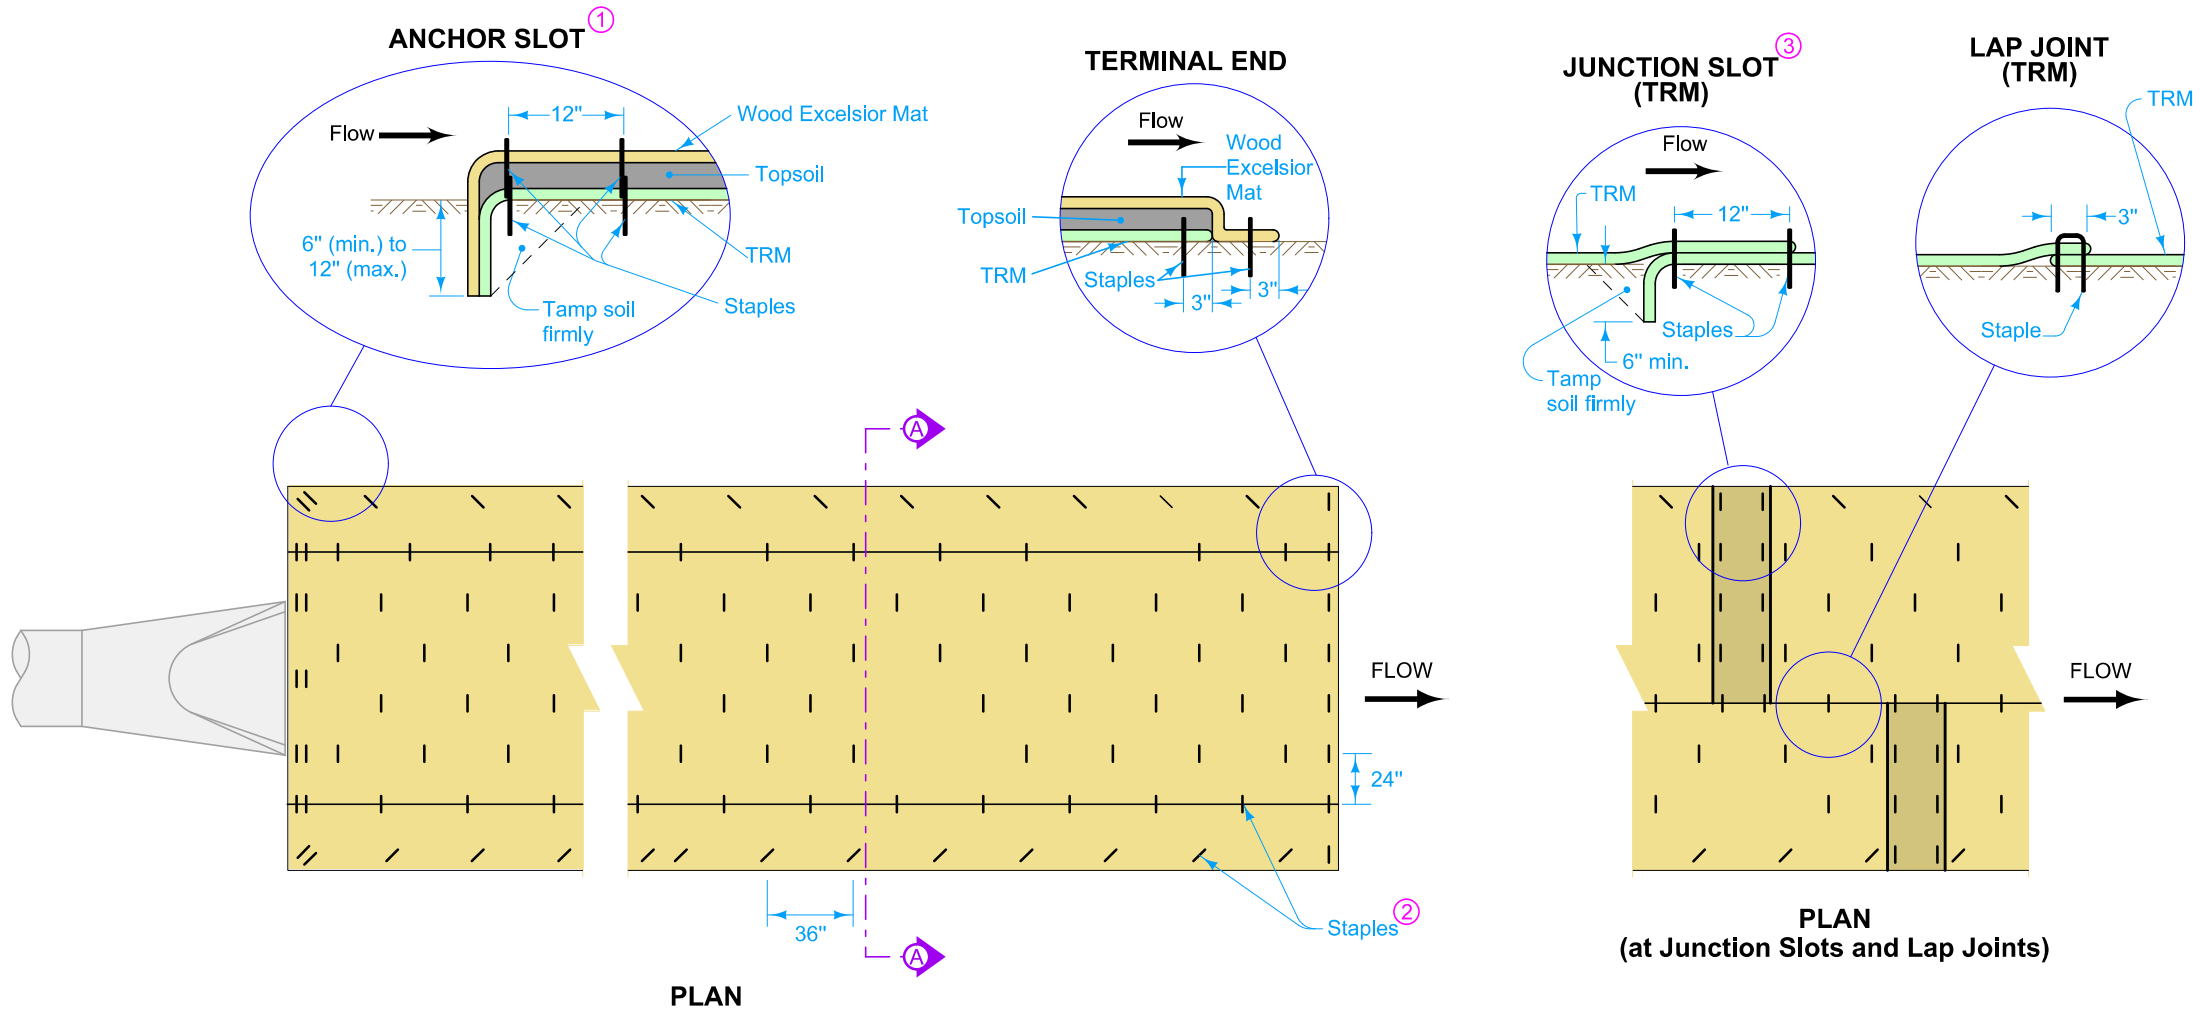 ANCHOR SLOT 1
Flow
12"
Wood Excelsior Mat
Topsoil
6" (min.) to
12" (max.)
TRM
Tamp soil
firmly
Staples
TERMINAL END
Flow
Wood
Excelsior
Mat
Topsoil
TRM
Staples
3"
3"
JUNCTION SLOT 3
(TRM)
Flow
TRM
12"
Staples
6" min.
Tamp
soil firmly
LAP JOINT
(TRM)
TRM
3"
Staple
A
FLOW
24"
36"
Staples 2
A
PLAN
FLOW
PLAN
(at Junction Slots and Lap Joints)